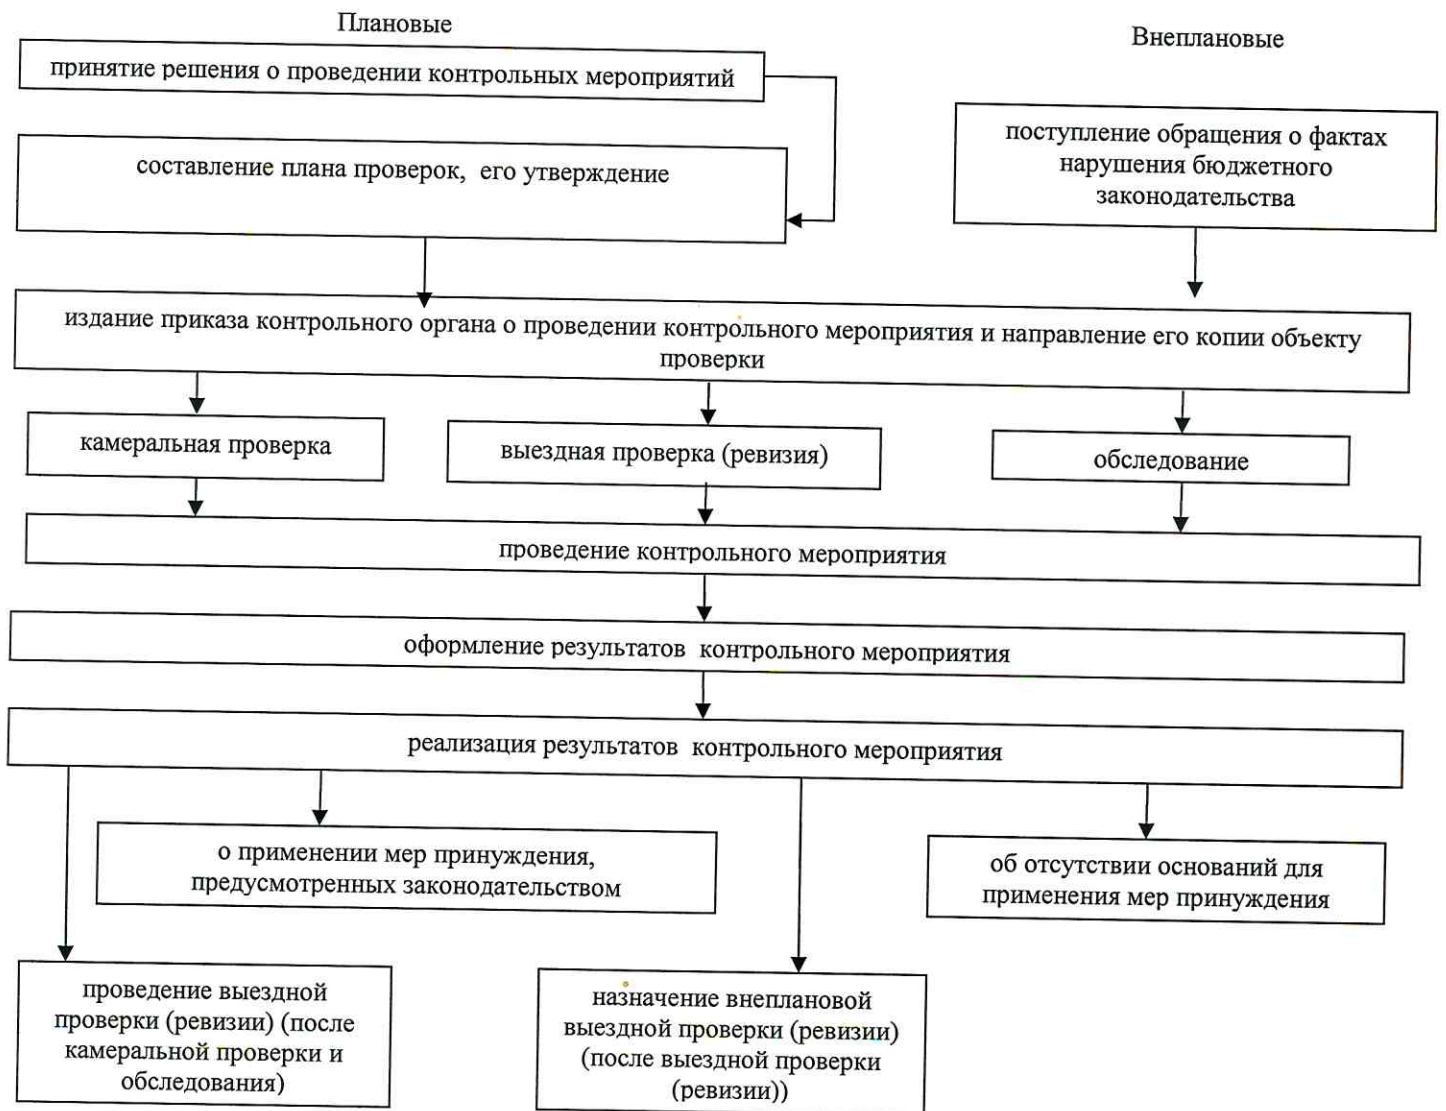 Плановые
Внеплановые
принятие решения о проведении контрольных мероприятий
поступление обращения о фактах
нарушения бюджетного
законодательства
составление плана проверок, его утверждение
издание приказа контрольного органа о проведении контрольного мероприятия и направление его копии объекту
проверки
камеральная проверка
выездная проверка (ревизия)
обследование
проведение контрольного мероприятия
оформление результатов контрольного мероприятия
реализация результатов контрольного мероприятия
о применении мер принуждения,
предусмотренных законодательством
об отсутствии оснований для
применения мер принуждения
проведение выездной
проверки (ревизии) (после
камеральной проверки и
обследования)
назначение внеплановой
выездной проверки (ревизии)
(после выездной проверки
(ревизии))